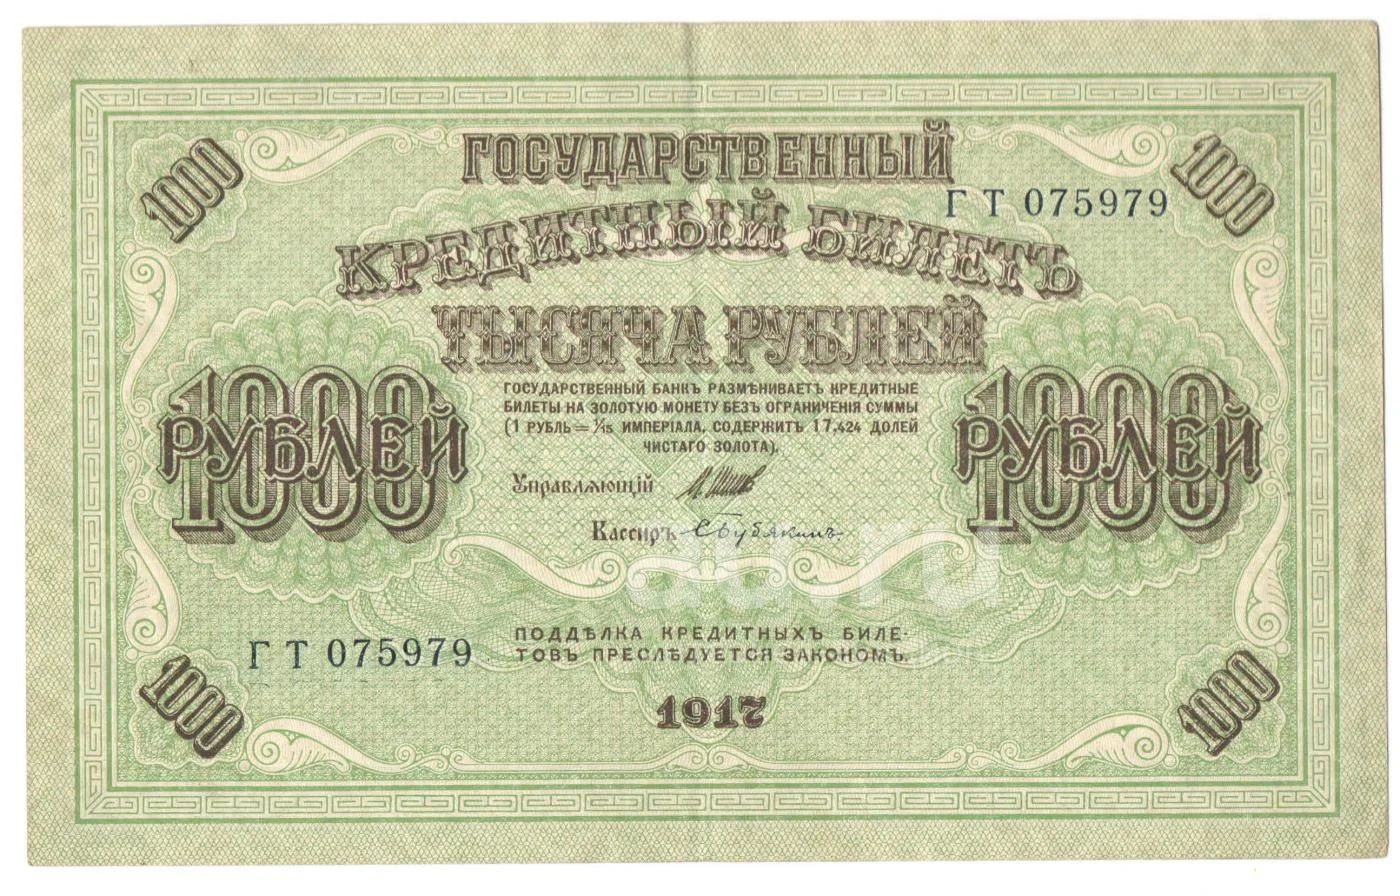 ГОСУДАРСТВЕННЫЙ
1000
1000
ГТ 075979
КРЕДИТНЫЙ БИЛЕТЪ
ТЫСЯЧА РУБЛЕЙ
1000
РУБЛЕЙ
1000
РУБЛЕЙ
ГОСУДАРСТВЕННЫЙ БАНКЪ РАЗМѢНИВАЕТЪ КРЕДИТНЫЕ
БИЛЕТЫ НА ЗОЛОТУЮ МОНЕТУ БЕЗЪ ОГРАНИЧЕНІЯ СУММЫ
(1 РУБЛЬ = 1/15 ИМПЕРІАЛА, СОДЕРЖИТЪ 17,424 ДОЛЕЙ
ЧИСТАГО ЗОЛОТА).
Управляющій
Кассиръ
ГТ 075979
ПОДДѢЛКА КРЕДИТНЫХЪ БИЛЕ-
ТОВЪ ПРЕСЛѢДУЕТСЯ ЗАКОНОМЪ.
1000
1917
1000